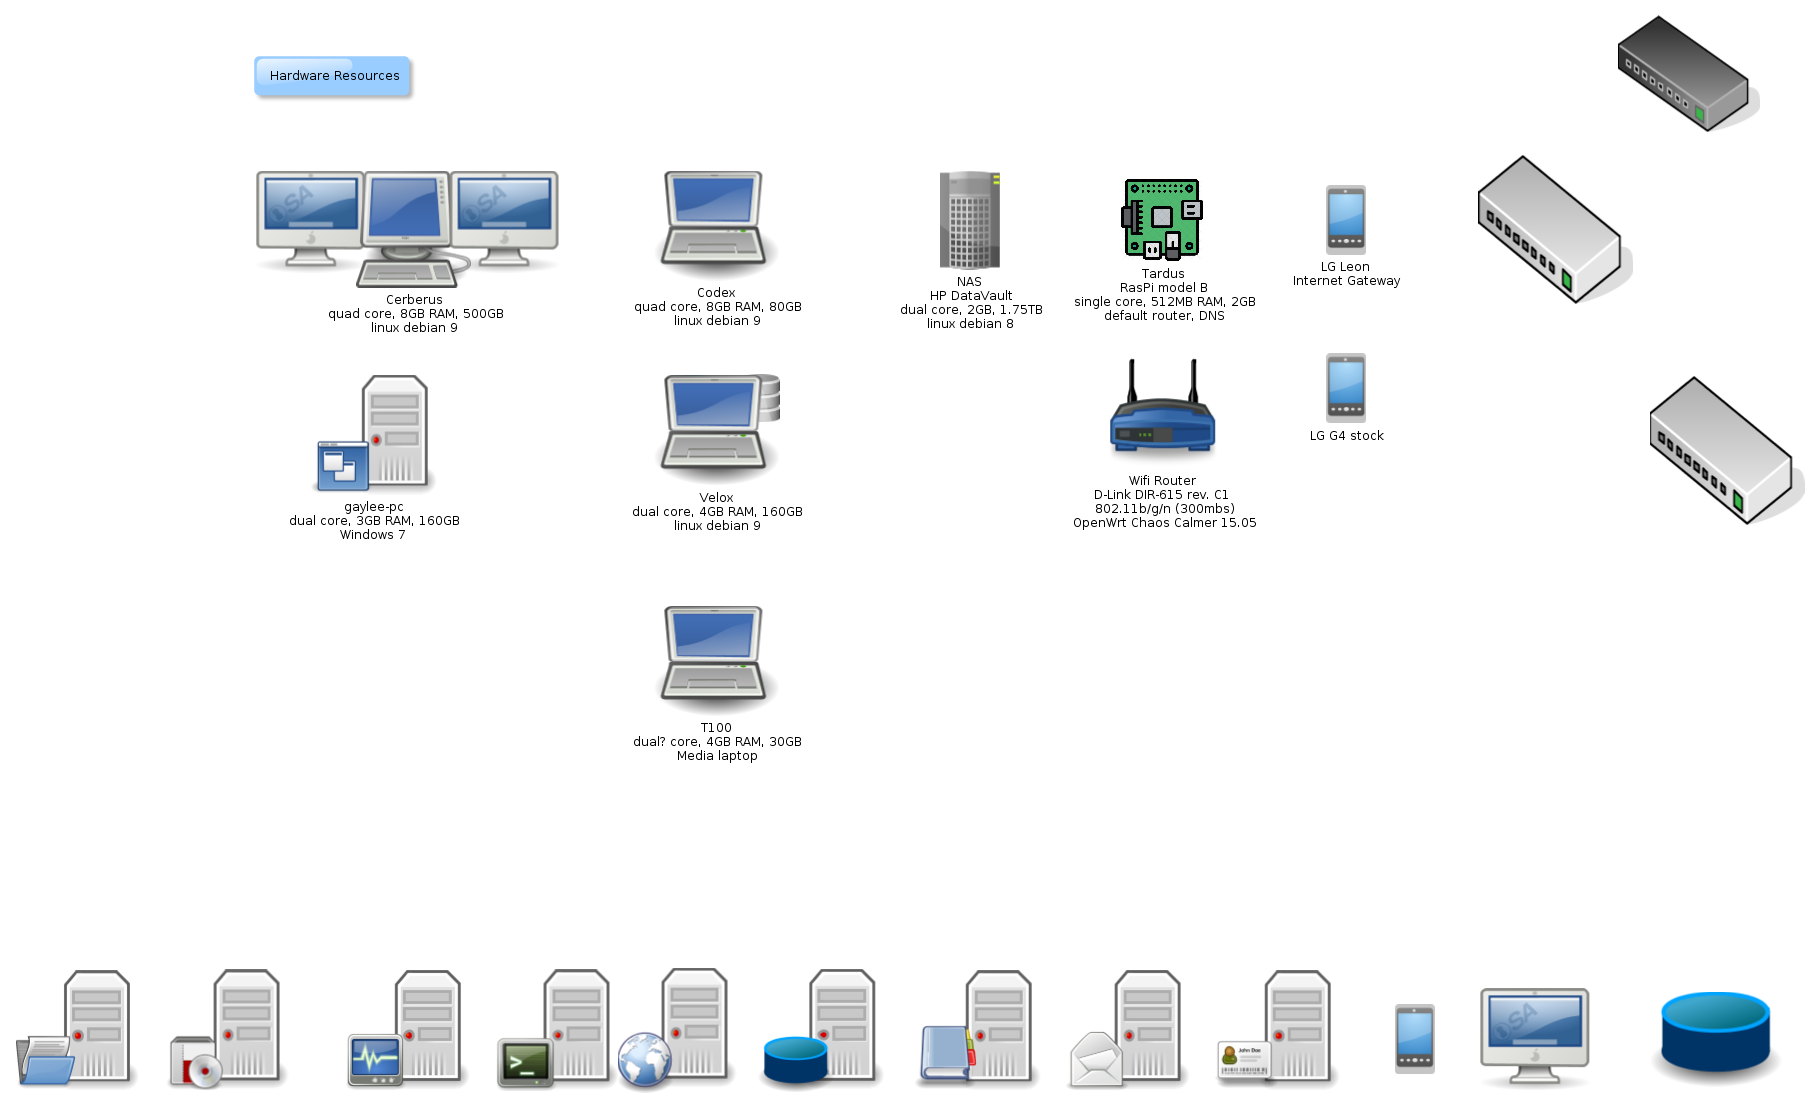 Hardware Resources
Cerberus
quad core, 8GB RAM, 500GB
linux debian 9
Codex
quad core, 8GB RAM, 80GB
linux debian 9
NAS
HP DataVault
dual core, 2GB, 1.75TB
linux debian 8
Tardus
RasPi model B
single core, 512MB RAM, 2GB
default router, DNS
LG Leon
Internet Gateway
gaylee-pc
dual core, 3GB RAM, 160GB
Windows 7
Velox
dual core, 4GB RAM, 160GB
linux debian 9
Wifi Router
D-Link DIR-615 rev. C1
802.11b/g/n (300mbs)
OpenWrt Chaos Calmer 15.05
LG G4 stock
T100
dual? core, 4GB RAM, 30GB
Media laptop
>_
John Doe
OSA